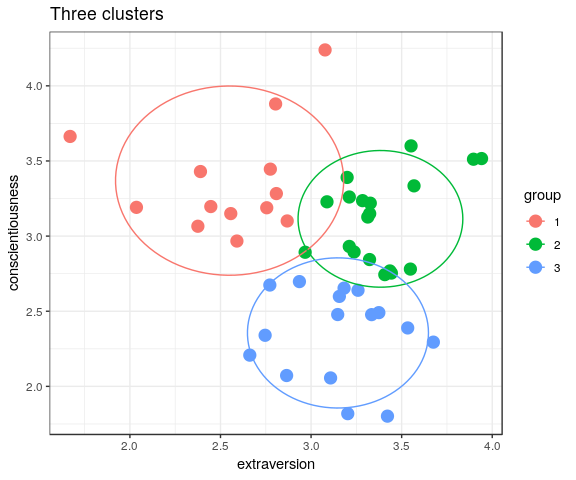 Three clusters
conscientiousness
4.0
3.5
3.0
2.5
2.0
2.0 2.5 3.0 3.5 4.0
extraversion
group
1
2
3